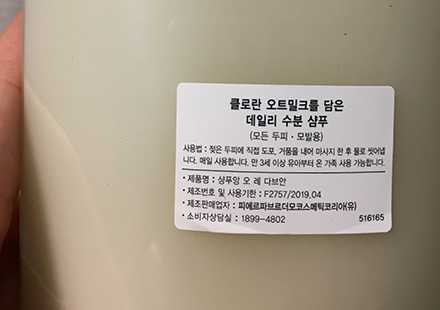 클로란 오트밀크를 담은
데일리 수분 샴푸
(모든 두피 · 모발용)
사용법 : 젖은 두피에 직접 도포, 거품을 내어 마사지 한 후 물로 씻어냅
니다. 매일 사용합니다. 만 3세 이상 유아부터 온 가족 사용 가능합니다.
• 제품명 : 샴푸앙 오 레 다브안
• 제조번호 및 사용기한 : F2757/2019.04
• 제조판매업자 : 피에르파브르더모코스메틱코리아(유)
• 소비자상담실 : 1899-4802 516165